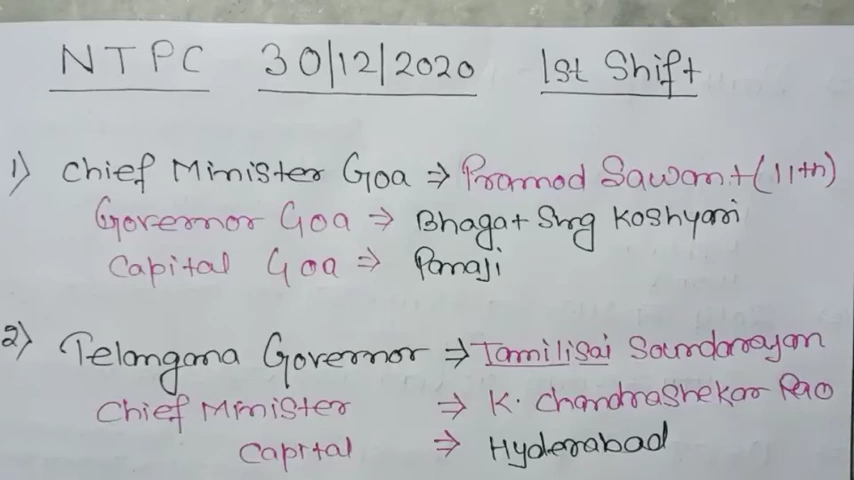 NTPC 30/12/2020 1st Shift
1) Chief Minister Goa ⇒ Pramod Sawant (11th)
Governor Goa ⇒ Bhagat Sing Koshyari
Capital Goa ⇒ Panaji
2) Telangana Governor ⇒ Tamilisai Soundarajan
Chief Minister ⇒ K. Chandrashekar Rao
Capital ⇒ Hyderabad